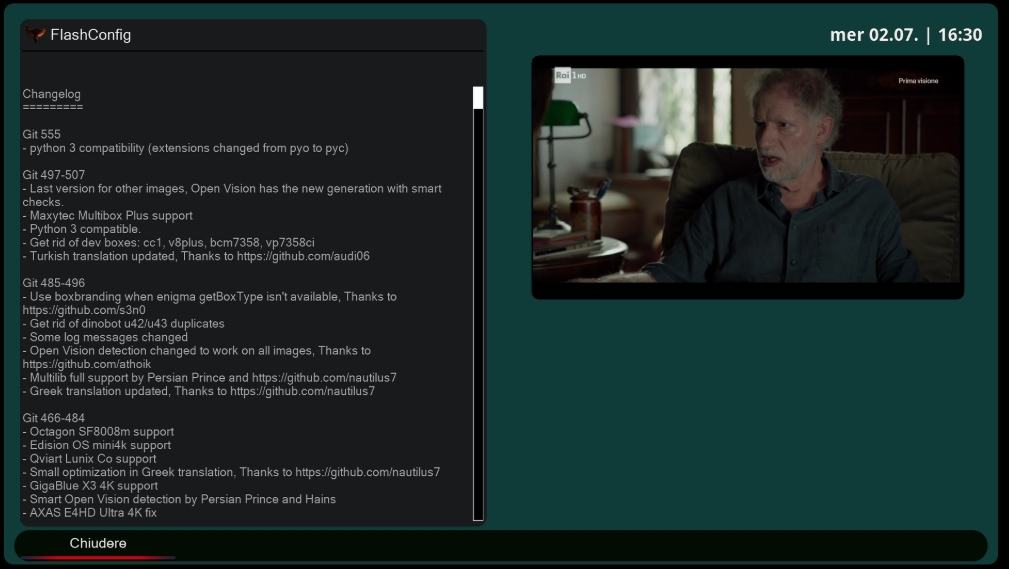 FlashConfig
mer 02.07. | 16:30
Rai 1 HD
Prima visione
Changelog
=========
Git 555
- python 3 compatibility (extensions changed from pyo to pyc)
Git 497-507
- Last version for other images, Open Vision has the new generation with smart
checks.
- Maxytec Multibox Plus support
- Python 3 compatible.
- Get rid of dev boxes: cc1, v8plus, bcm7358, vp7358ci
- Turkish translation updated, Thanks to https://github.com/audi06
Git 485-496
- Use boxbranding when enigma getBoxType isn't available, Thanks to
https://github.com/s3n0
- Get rid of dinobot u42/u43 duplicates
- Some log messages changed
- Open Vision detection changed to work on all images, Thanks to
https://github.com/athoik
- Multilib full support by Persian Prince and https://github.com/nautilus7
- Greek translation updated, Thanks to https://github.com/nautilus7
Git 466-484
- Octagon SF8008m support
- Edision OS mini4k support
- Qviart Lunix Co support
- Small optimization in Greek translation, Thanks to https://github.com/nautilus7
- GigaBlue X3 4K support
- Smart Open Vision detection by Persian Prince and Hains
- AXAS E4HD Ultra 4K fix
Chiudere